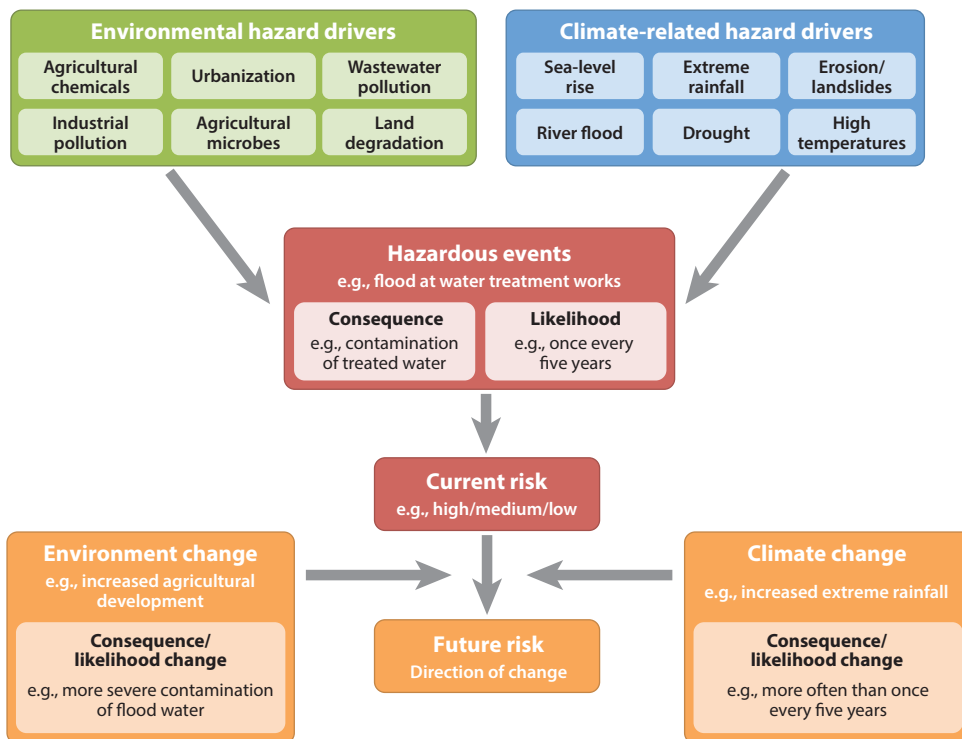 Environmental hazard drivers
Agricultural
chemicals
Urbanization
Wastewater
pollution
Industrial
pollution
Agricultural
microbes
Land
degradation
Climate-related hazard drivers
Sea-level
rise
Extreme
rainfall
Erosion/
landslides
River flood
Drought
High
temperatures
Hazardous events
e.g., flood at water treatment works
Consequence
e.g., contamination
of treated water
Likelihood
e.g., once every
five years
Current risk
e.g., high/medium/low
Environment change
e.g., increased agricultural
development
Consequence/
likelihood change
e.g., more severe contamination
of flood water
Climate change
e.g., increased extreme rainfall
Consequence/
likelihood change
e.g., more often than once
every five years
Future risk
Direction of change